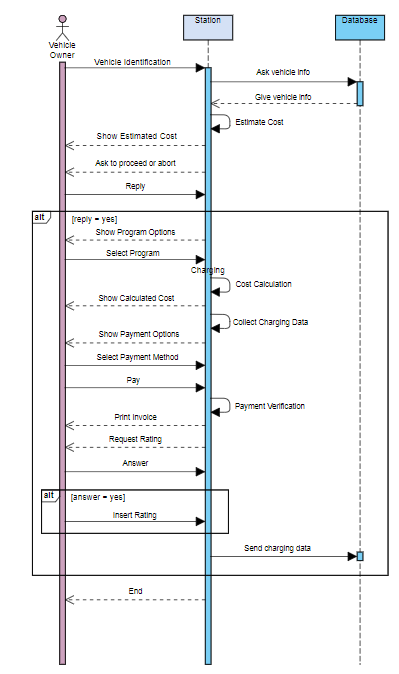 Station
Database
Vehicle
Owner
Vehicle Identification
Ask vehicle info
Give vehicle info
Estimate Cost
Show Estimated Cost
Ask to proceed or abort
Reply
alt
[reply = yes]
Show Program Options
Select Program
Charging
Cost Calculation
Show Calculated Cost
Collect Charging Data
Show Payment Options
Select Payment Method
Pay
Payment Verification
Print Invoice
Request Rating
Answer
alt
[answer = yes]
Insert Rating
Send charging data
End